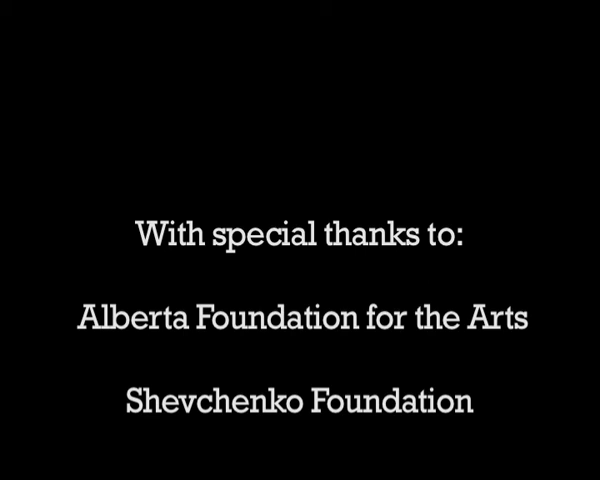 With special thanks to:
Alberta Foundation for the Arts
Shevchenko Foundation